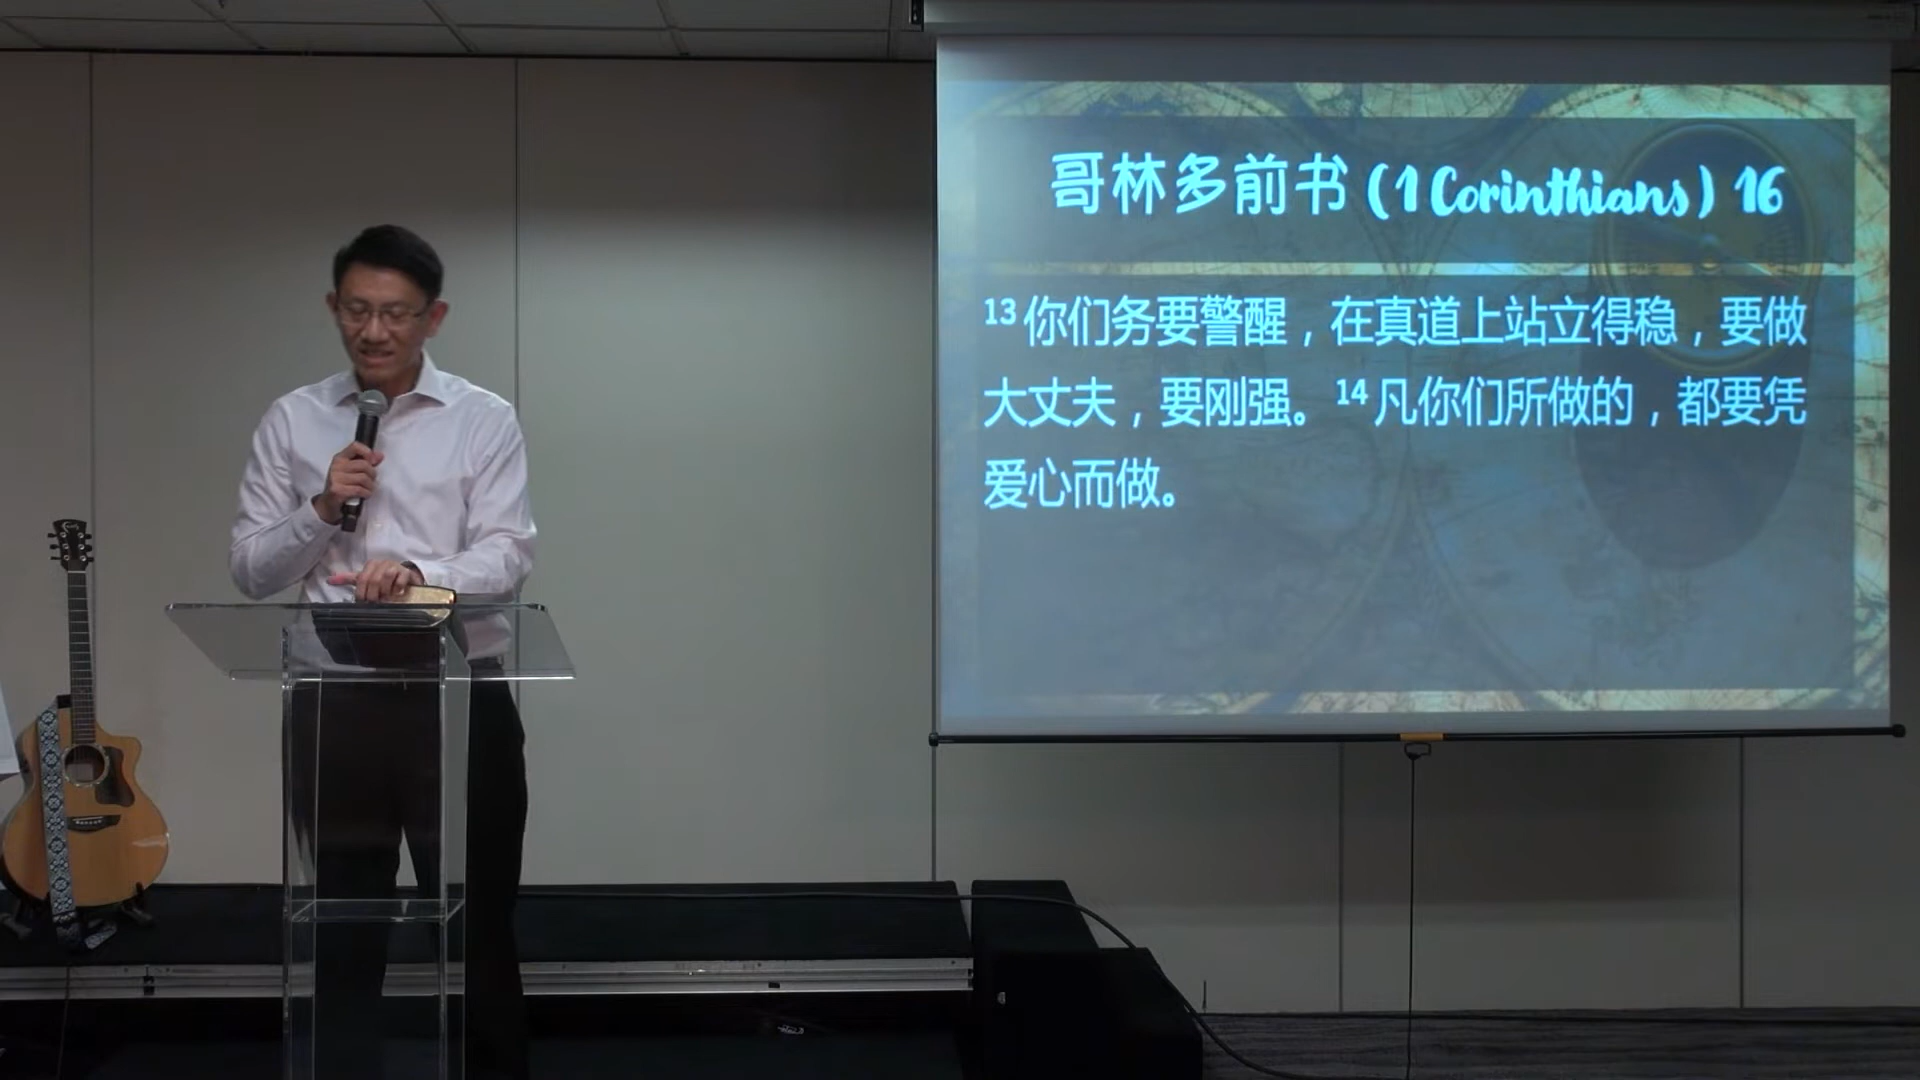 哥林多前书 (1 Corinthians) 16
13 你们务要警醒，在真道上站立得稳，要做
大丈夫，要刚强。14 凡你们所做的，都要凭
爱心而做。